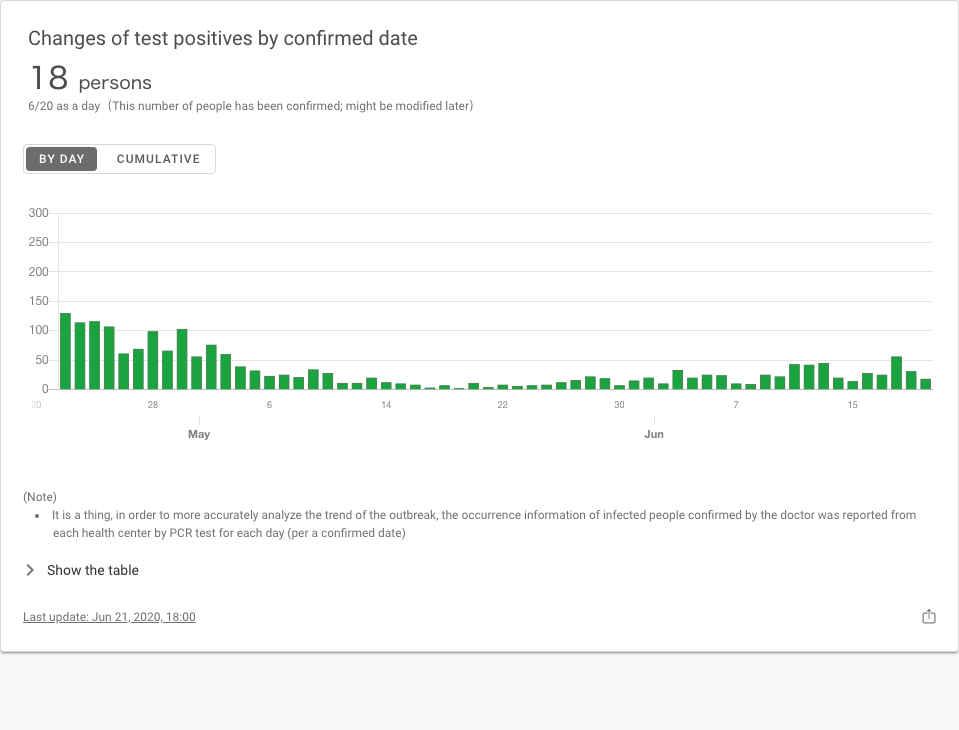 Changes of test positives by confirmed date
18 persons
6/20 as a day（This number of people has been confirmed; might be modified later）
BY DAY CUMULATIVE
300
250
200
150
100
50
0
20 28 6 14 22 30 7 15
May Jun
(Note)
• It is a thing, in order to more accurately analyze the trend of the outbreak, the occurrence information of infected people confirmed by the doctor was reported from
each health center by PCR test for each day (per a confirmed date)
Show the table
Last update: Jun 21, 2020, 18:00